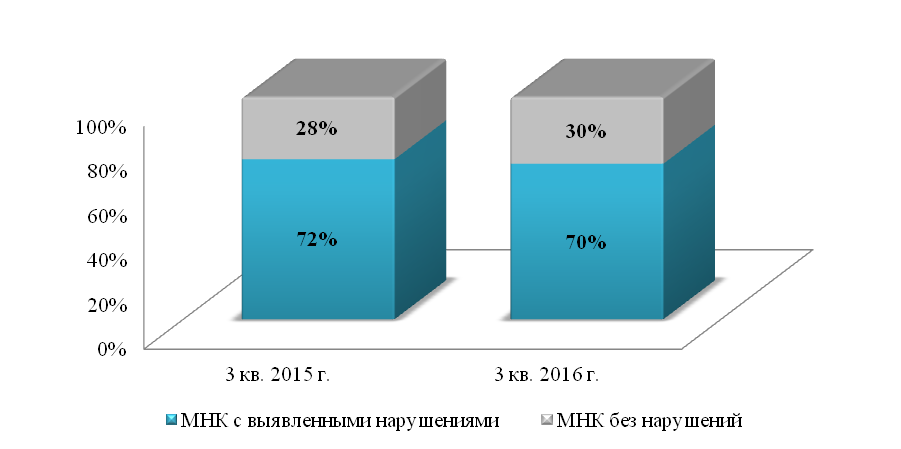 28%
30%
100%
80%
60%
40%
20%
0%
72%
70%
3 кв. 2015 г.
3 кв. 2016 г.
МНК с выявленными нарушениями
МНК без нарушений